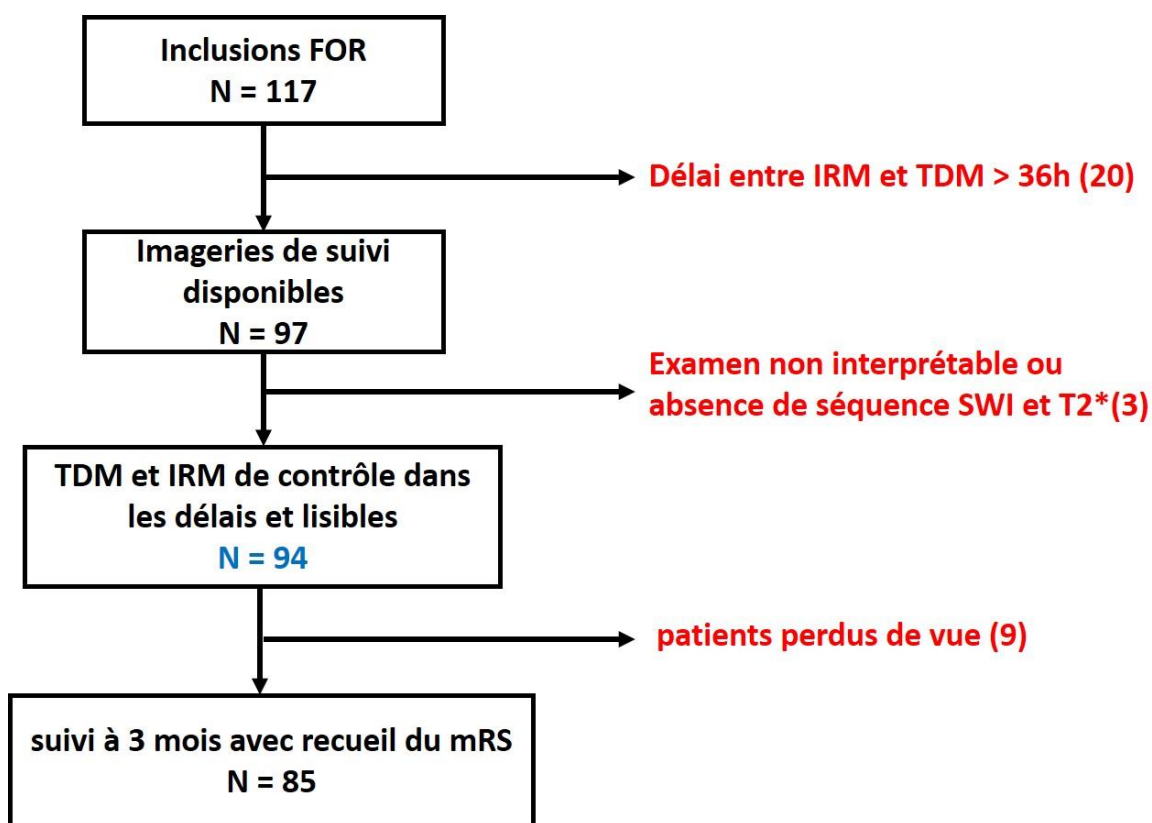 Inclusions FOR
N = 117
Délai entre IRM et TDM > 36h (20)
Imageries de suivi
disponibles
N = 97
Examen non interprétable ou
absence de séquence SWI et T2*(3)
TDM et IRM de contrôle dans
les délais et lisibles
N = 94
patients perdus de vue (9)
suivi à 3 mois avec recueil du mRS
N = 85